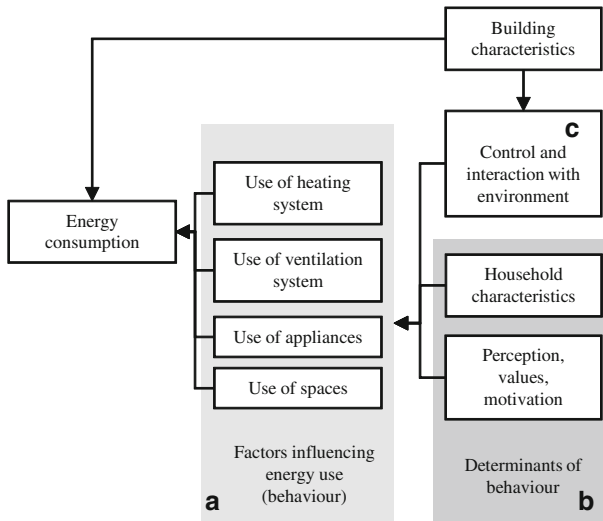 Building
characteristics
c
Control and
interaction with
environment
Use of heating
system
Energy
consumption
Use of ventilation
system
Household
characteristics
Use of appliances
Perception,
values,
motivation
Use of spaces
Factors influencing
energy use
(behaviour)
a
Determinants of
behaviour
b